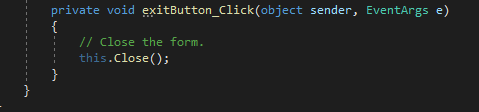 private void exitButton_Click(object sender, EventArgs e)
{
// Close the form.
this.Close();
}
}